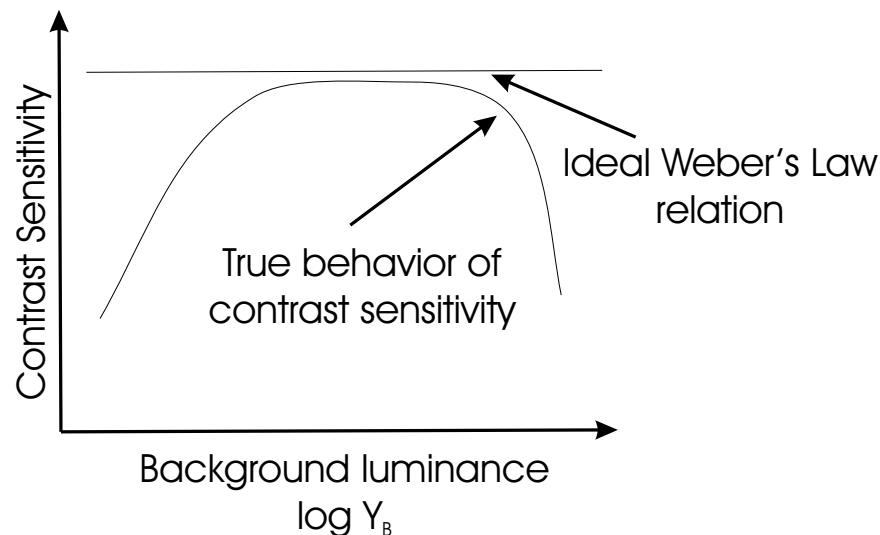 Contrast Sensitivity
Ideal Weber's Law
relation
True behavior of
contrast sensitivity
Background luminance
log Y_B